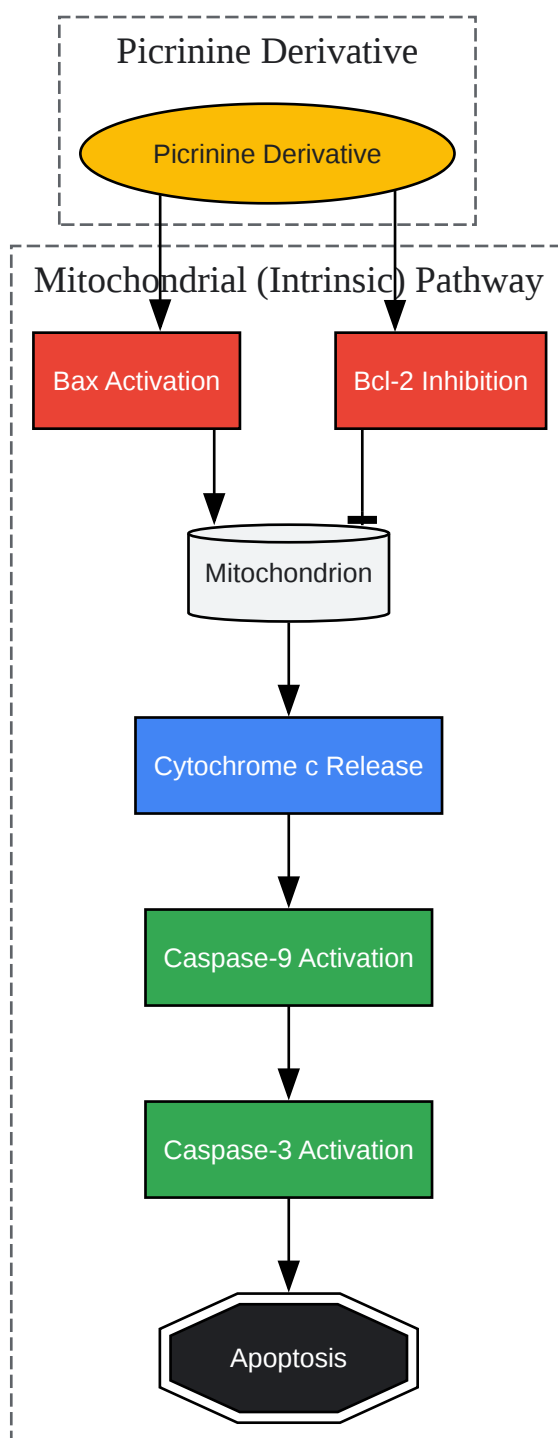 Picrinine Derivative
Picrinine Derivative
Mitochondrial (Intrinsic) Pathway
Bax Activation
Bcl-2 Inhibition
Mitochondrion
Cytochrome c Release
Caspase-9 Activation
Caspase-3 Activation
Apoptosis